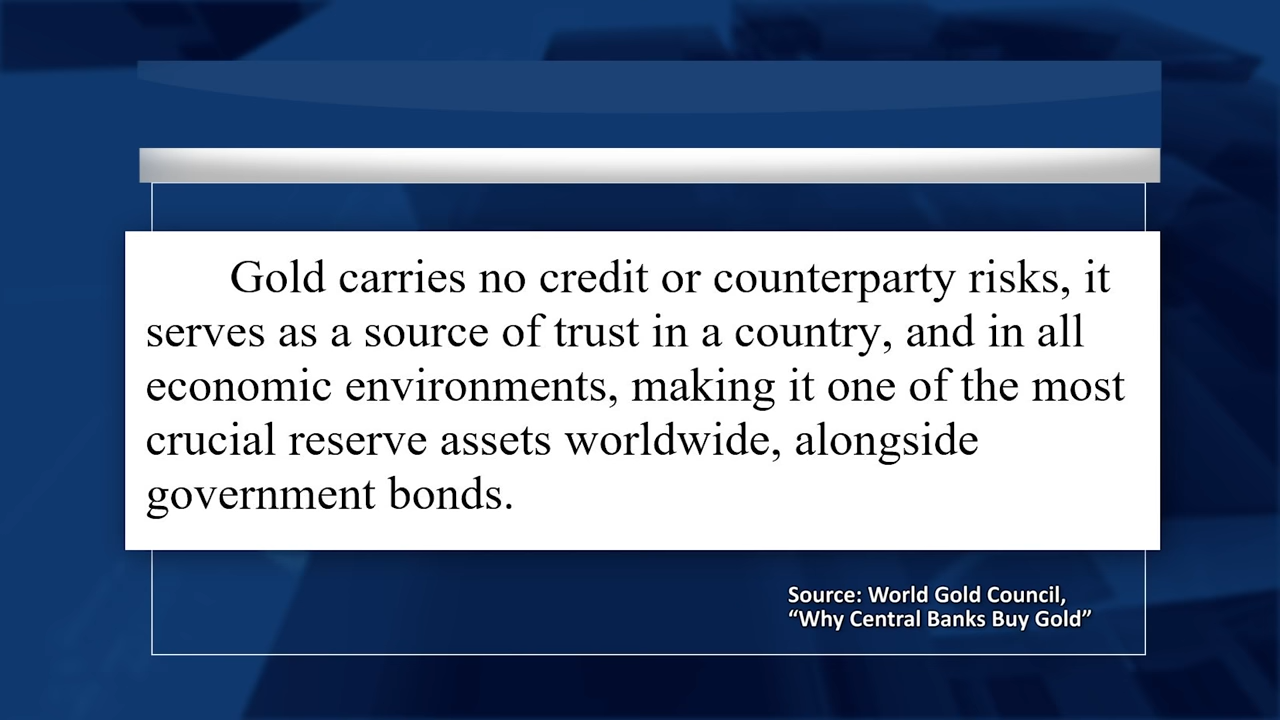 Gold carries no credit or counterparty risks, it
serves as a source of trust in a country, and in all
economic environments, making it one of the most
crucial reserve assets worldwide, alongside
government bonds.
Source: World Gold Council,
“Why Central Banks Buy Gold”